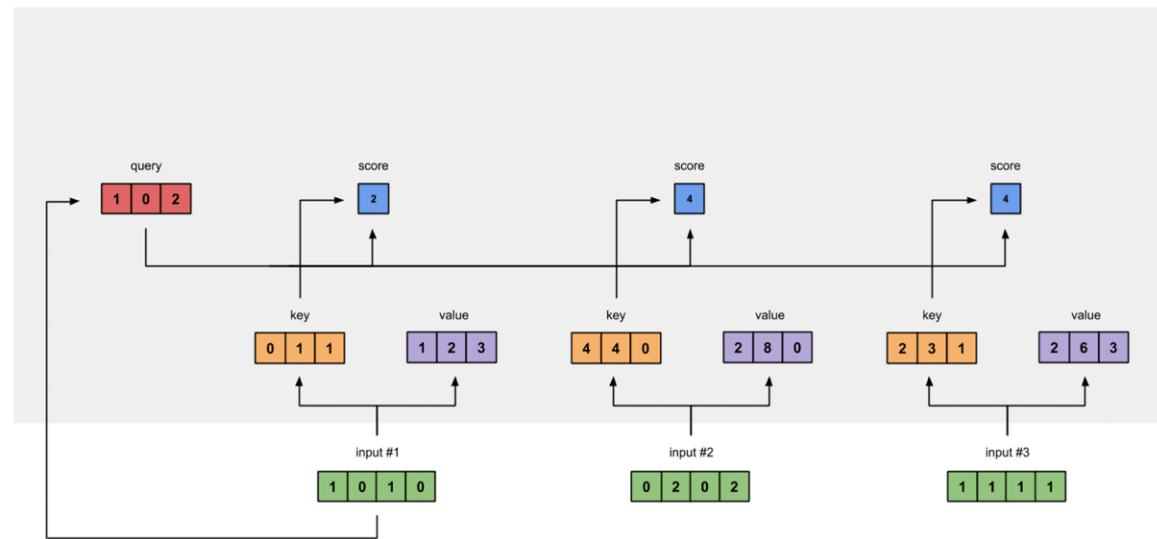 query score score score
1 0 2 2 4 4
key value key value key value
0 1 1 1 2 3 4 4 0 2 8 0 2 3 1 2 6 3
input #1 input #2 input #3
1 0 1 0 0 2 0 2 1 1 1 1